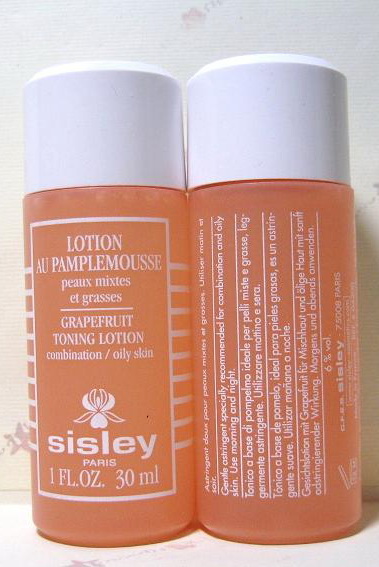 LOTION
AU PAMPLEMOUSSE
peaux mixtes
et grasses
GRAPEFRUIT
TONING LOTION
combination / oily skin
sisley
PARIS
1 FL.OZ. 30 ml
Astringent doux pour peaux mixtes et grasses. Utiliser matin et
soir.
Gentle astringent specially recommended for combination and oily
skin. Use morning and night.
Tonico a base di pompelmo ideale per pelli miste e grasse, leg-
germente astringente. Utilizzare mattino e sera.
Tónico a base de pomelo, ideal para pieles grasas, es un astrin-
gente suave. Utilizar mañana o noche.
Gesichtslotion mit Grapefruit für Mischhaut und ölige Haut mit sanft
adstringierender Wirkung. Morgens und abends anwenden.
6% vol.
C.F.E.B. sisley - 75008 PARIS